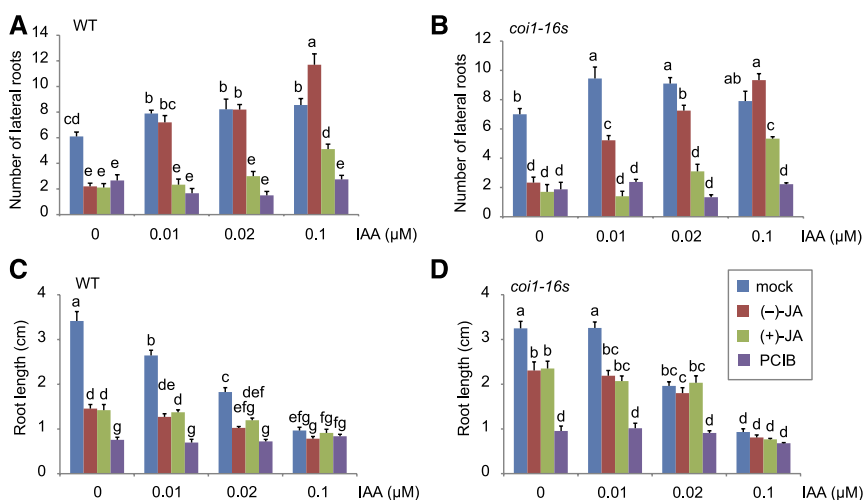 A
WT
Number of lateral roots
14
12
10
8
6
4
2
0
cd
e
e
e
b
bc
e
e
b
b
e
e
b
a
d
e
0
0.01
0.02
0.1
IAA (µM)
B
coi1-16s
Number of lateral roots
12
10
8
6
4
2
0
b
d
d
d
a
c
d
d
a
b
d
d
ab
a
c
d
0
0.01
0.02
0.1
IAA (µM)
C
WT
Root length (cm)
4
3
2
1
0
a
d
d
g
b
de
d
g
c
efg
def
g
efg
g
efg
fg
0
0.01
0.02
0.1
IAA (µM)
D
coi1-16s
Root length (cm)
4
3
2
1
0
a
b
b
d
a
bc
bc
d
bc
c
bc
d
d
d
d
d
0
0.01
0.02
0.1
IAA (µM)
mock
(−)-JA
(+)-JA
PCIB